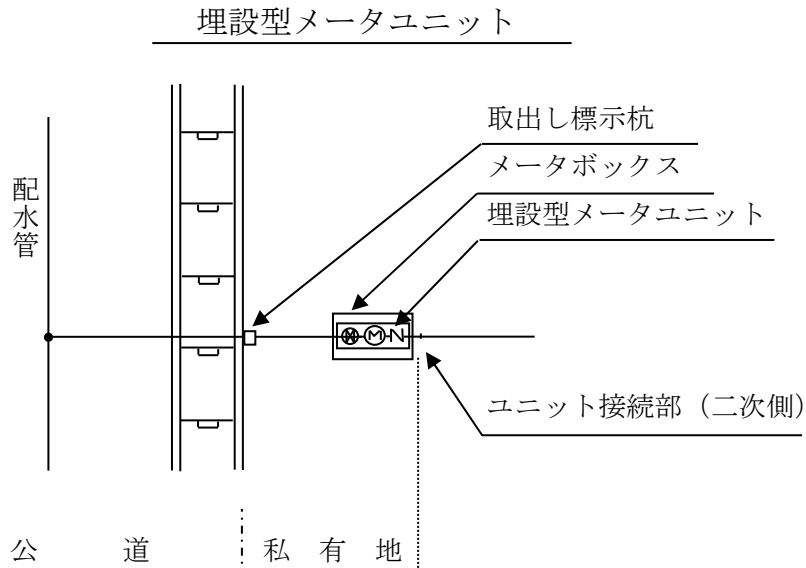 埋設型メータユニット
取出し標示杭
メータボックス
埋設型メータユニット
配水管
M N
ユニット接続部（二次側）
公道
私有地